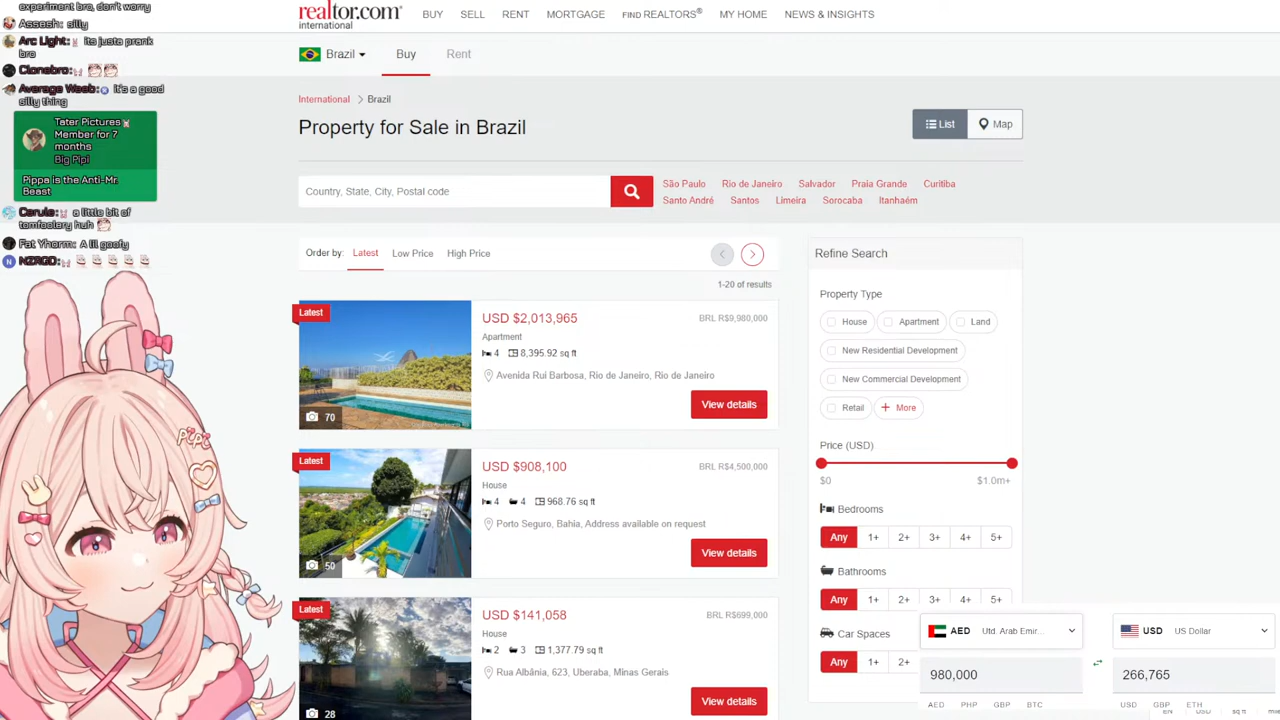 experiment bro, don't worry
Assash: silly
Arc Light: its justa prank
bro
Clonebro:
Average Weeb: it's a good
silly thing
Tater Pictures
Member for 7
months
Big Pipi
Pippa is the Anti-Mr.
Beast
Cerule: a little bit of
tomfoolery huh
Fat Yhorm: A lil goofy
NZRGD:
Pipi
realtor.com®
international
BUY SELL RENT MORTGAGE FIND REALTORS® MY HOME NEWS & INSIGHTS
Brazil Buy Rent
International > Brazil
Property for Sale in Brazil
List Map
Country, State, City, Postal code
São Paulo Rio de Janeiro Salvador Praia Grande Curitiba
Santo André Santos Limeira Sorocaba Itanhaém
Order by: Latest Low Price High Price
1-20 of results
Latest
USD $2,013,965 BRL R$9,980,000
Apartment
4 8,395.92 sq ft
Avenida Rui Barbosa, Rio de Janeiro, Rio de Janeiro
View details
70
Latest
USD $908,100 BRL R$4,500,000
House
4 4 968.76 sq ft
Porto Seguro, Bahia, Address available on request
View details
50
Latest
USD $141,058 BRL R$699,000
House
2 3 1,377.79 sq ft
Rua Albânia, 623, Uberaba, Minas Gerais
View details
28
Refine Search
Property Type
House Apartment Land
New Residential Development
New Commercial Development
Retail + More
Price (USD)
$0 $1.0m+
Bedrooms
Any 1+ 2+ 3+ 4+ 5+
Bathrooms
Any 1+ 2+ 3+ 4+ 5+
Car Spaces
Any 1+ 2+
AED Utd. Arab Emir... USD US Dollar
980,000 266,765
AED PHP GBP BTC USD GBP ETH